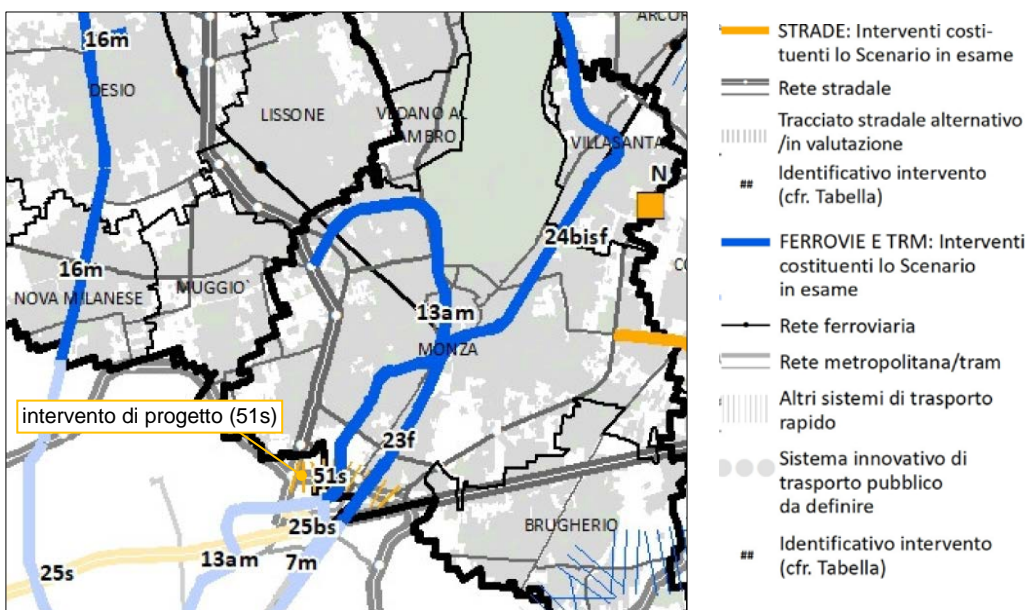 16m
DESIO
LISSONE
VEDANO AL
AMBRO
ARCOR
VILLASANTA
N
24bisf
16m
NOVA MILANESE
MUGGIO`
13am
MONZA
CO
intervento di progetto (51s)
23f
51s
25bs
BRUGHERIO
13am
7m
25s
STRADE: Interventi costi-
tuenti lo Scenario in esame
Rete stradale
Tracciato stradale alternativo
/in valutazione
## Identificativo intervento
(cfr. Tabella)
FERROVIE E TRM: Interventi
costituenti lo Scenario
in esame
Rete ferroviaria
Rete metropolitana/tram
Altri sistemi di trasporto
rapido
Sistema innovativo di
trasporto pubblico
da definire
## Identificativo intervento
(cfr. Tabella)